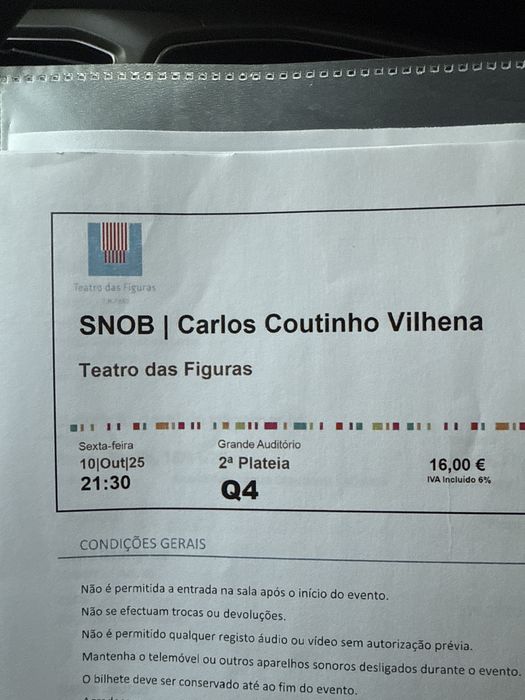 Teatro das Figuras
SNOB | Carlos Coutinho Vilhena
Teatro das Figuras
Sexta-feira
10|Out|25
21:30
Grande Auditório
2ª Plateia
Q4
16,00 €
IVA Incluido 6%
CONDIÇÕES GERAIS
Não é permitida a entrada na sala após o início do evento.
Não se efectuam trocas ou devoluções.
Não é permitido qualquer registo áudio ou vídeo sem autorização prévia.
Mantenha o telemóvel ou outros aparelhos sonoros desligados durante o evento.
O bilhete deve ser conservado até ao fim do evento.